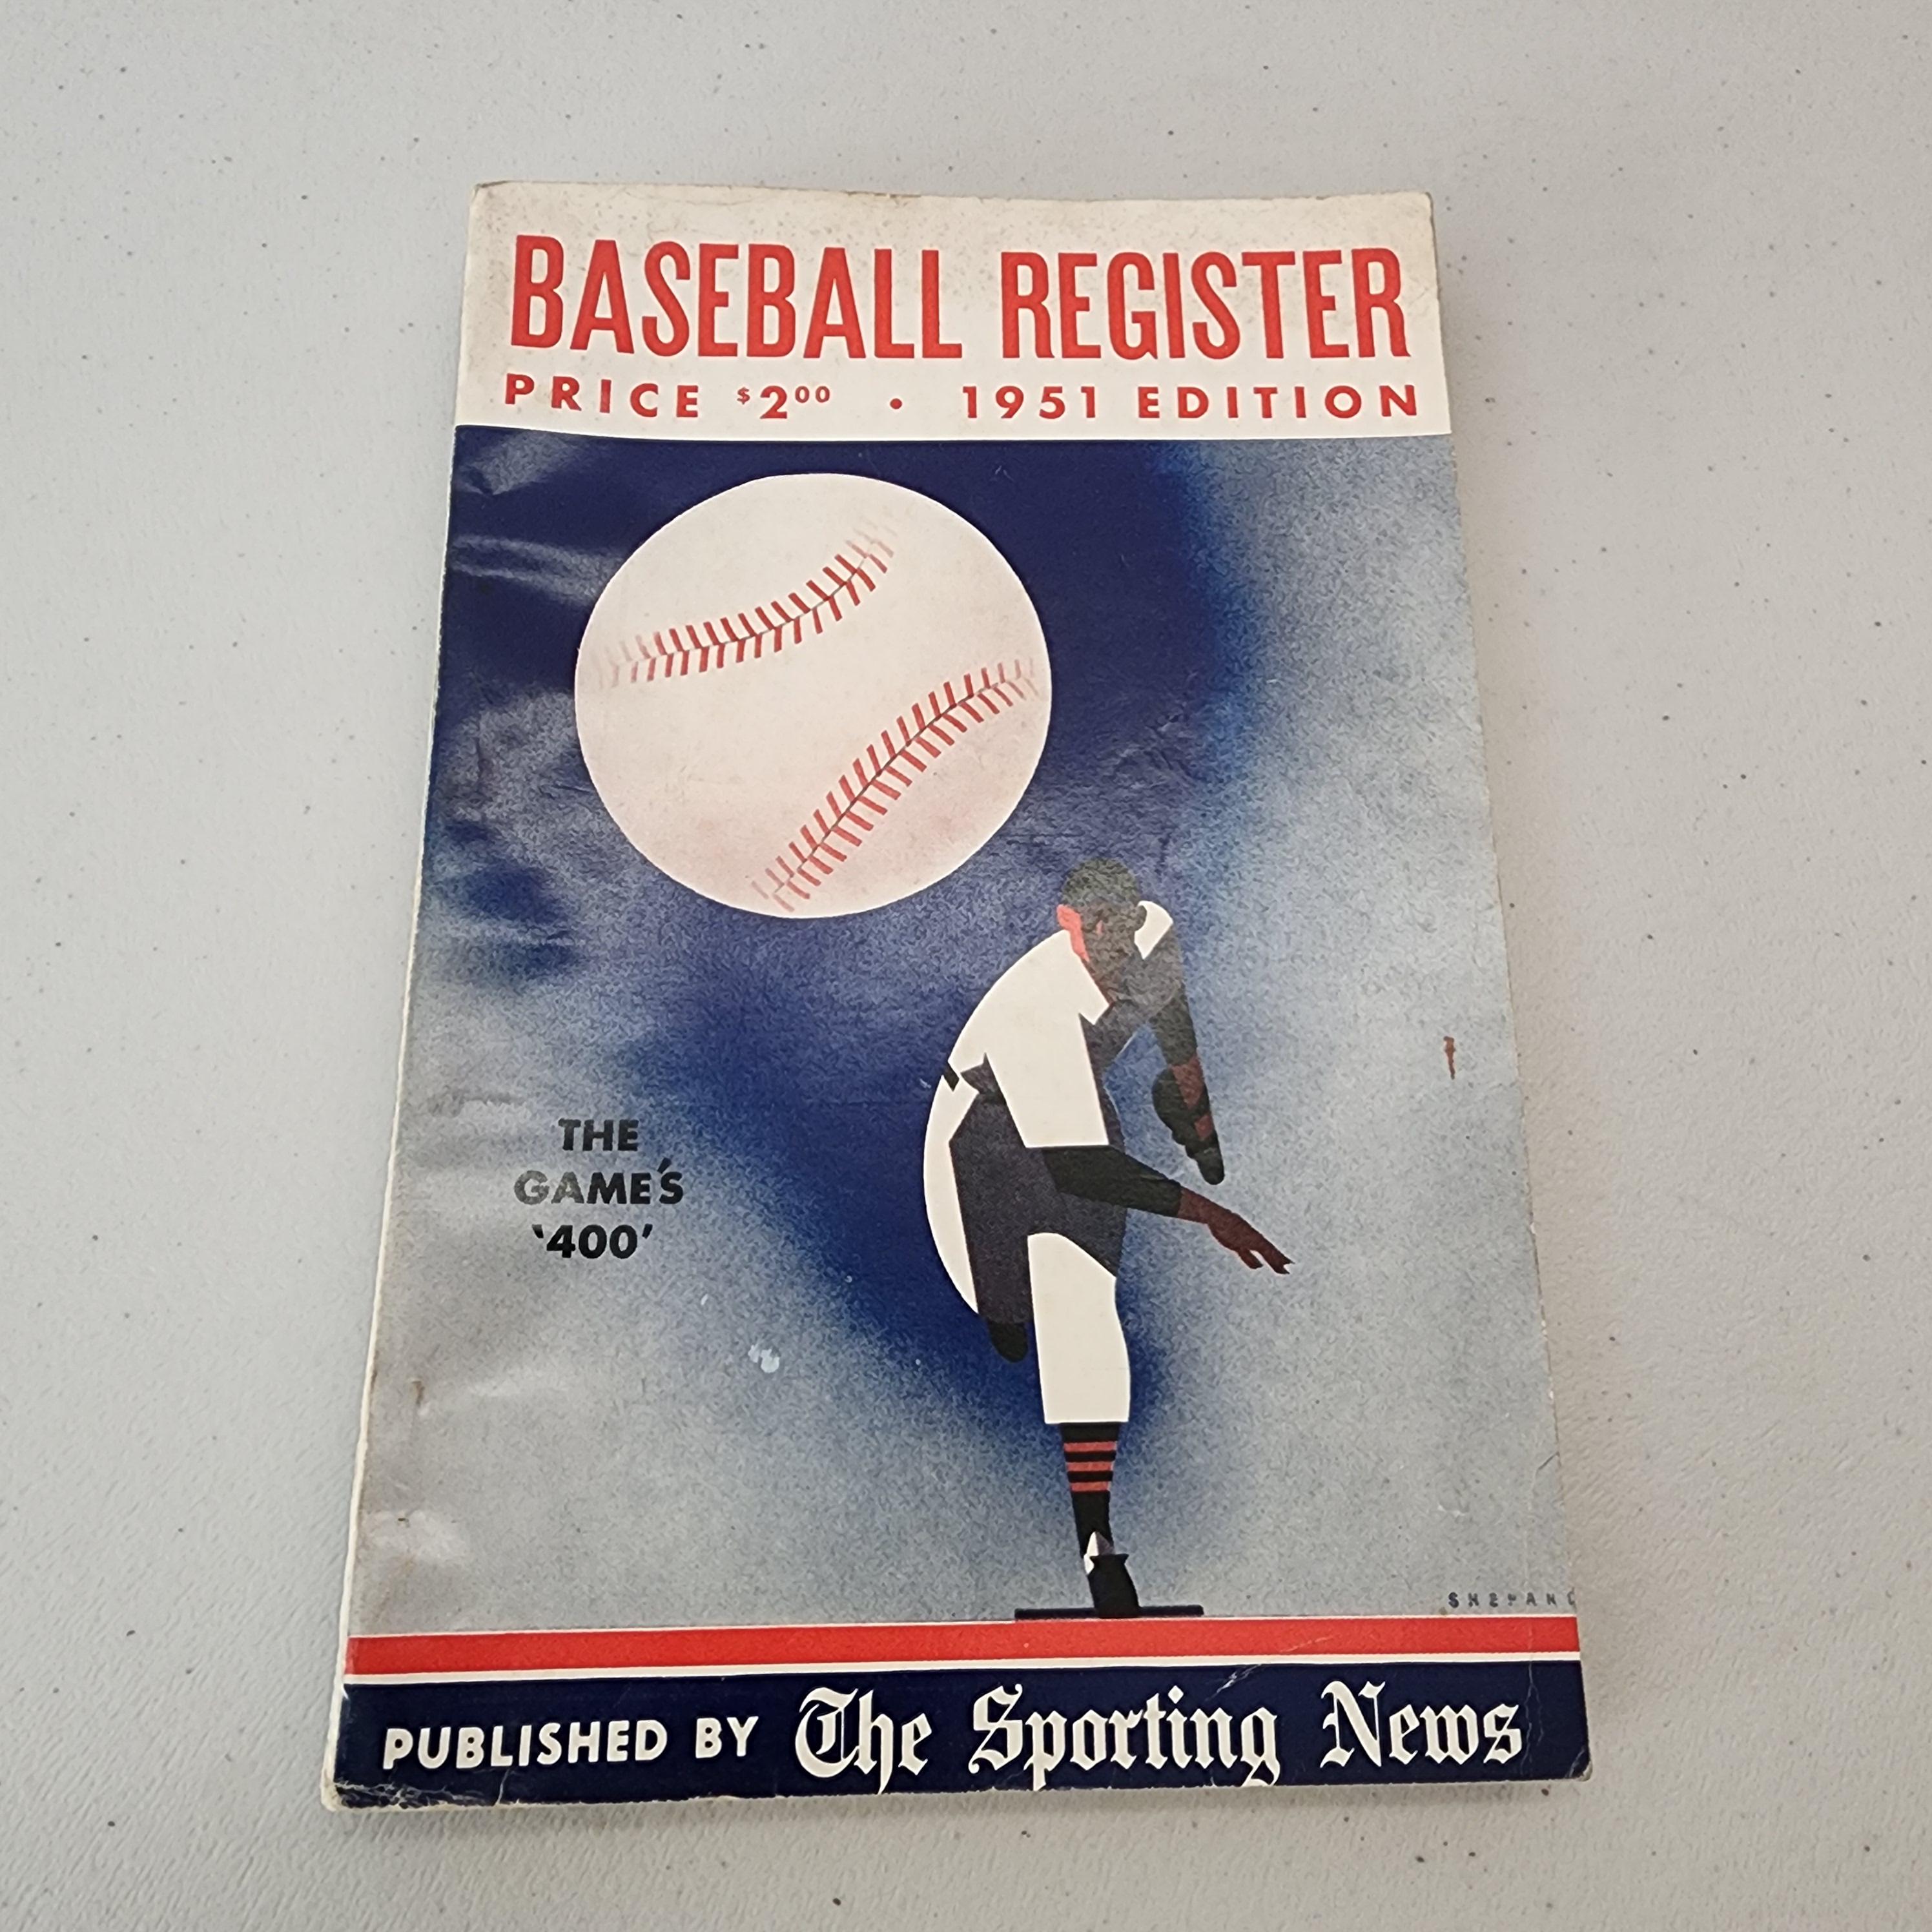 BASEBALL REGISTER
PRICE $2.00 • 1951 EDITION
THE
GAME'S
'400'
PUBLISHED BY The Sporting News